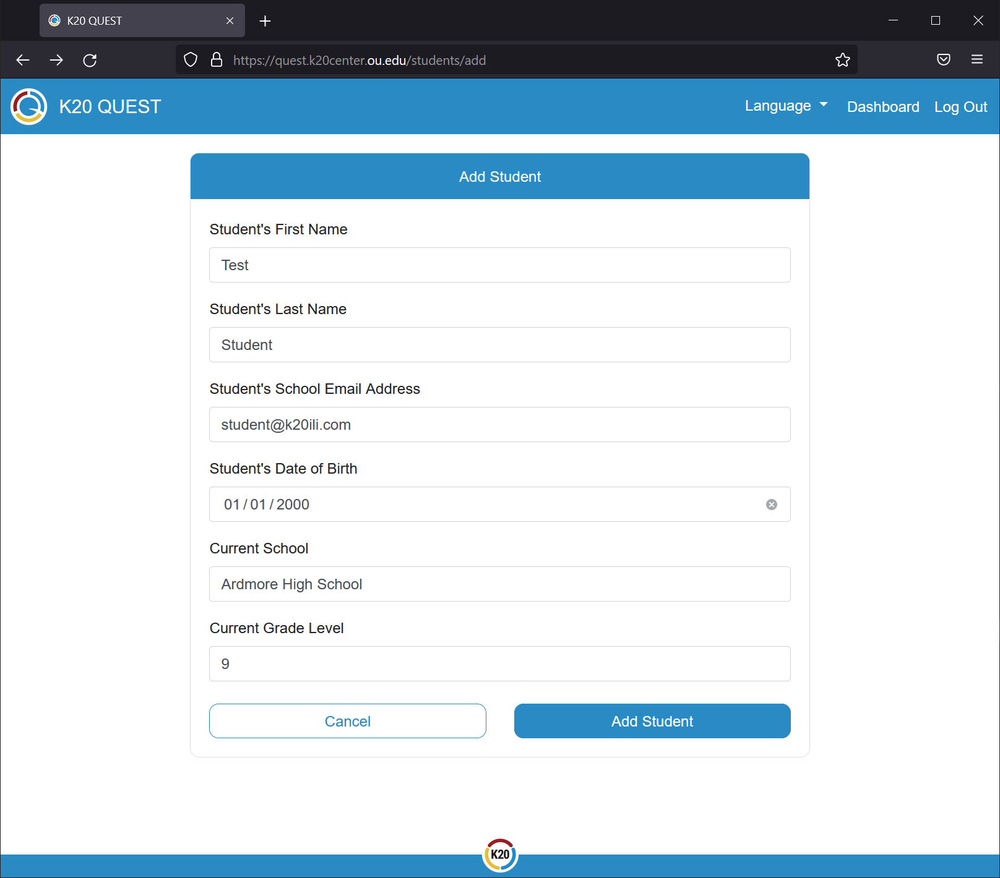 K20 QUEST
https://quest.k20center.ou.edu/students/add
K20 QUEST
Language
Dashboard
Log Out
Add Student
Student's First Name
Test
Student's Last Name
Student
Student's School Email Address
student@k20ili.com
Student's Date of Birth
01/01/2000
Current School
Ardmore High School
Current Grade Level
9
Cancel
Add Student
K20